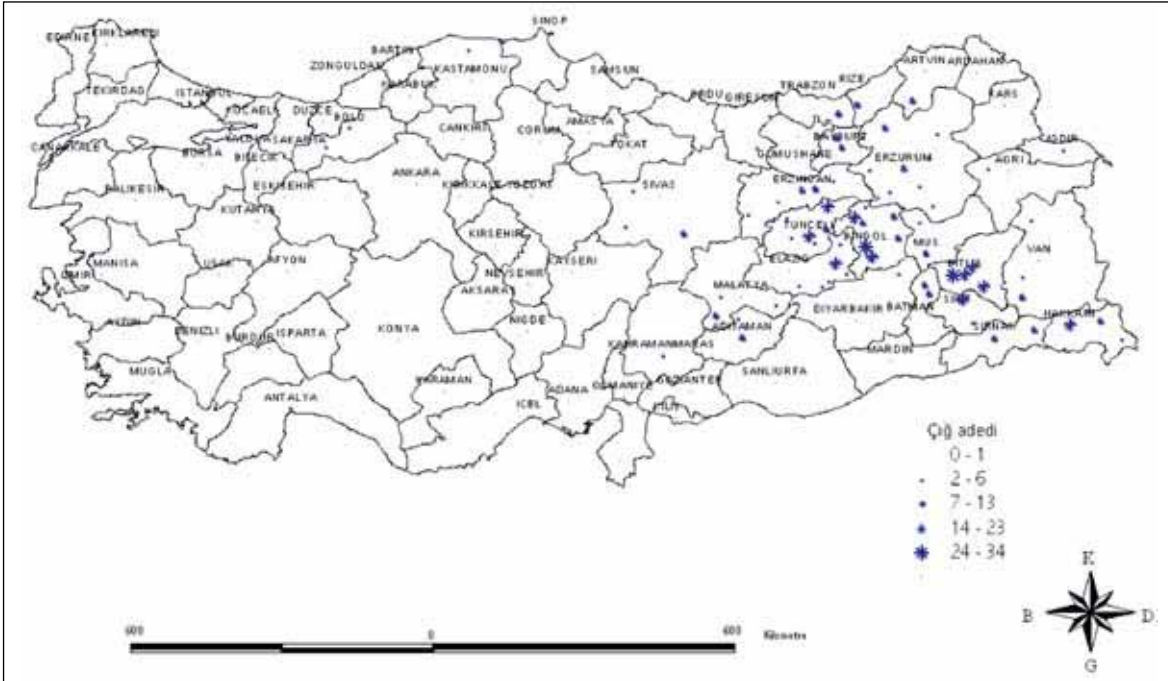 SINOP
EDIRNE
KIRKLARELI
BARTIN
ARTVIN
ARDAHAN
ZONGULDAK
KASTAMONU
SAMSUN
RIZE
TRABZON
TEKIRDAG
ISTANBUL
KARABUK
ORDU
GIRESUN
KARS
KOCAELI
DUZCE
BOLU
AMASYA
CANKIRI
CORUM
SAKARYA
TOKAT
BAYBURT
IGDIR
CANAKKALE
BURSA
BILECIK
GUMUSHANE
ERZURUM
AGRI
ANKARA
ESKISEHIR
KIRIKKALE
YOZGAT
SIVAS
ERZINCAN
BALIKESIR
KUTAHYA
TUNCELI
KIRSEHIR
BINGOL
MUS
VAN
MANISA
USAK
AFYON
KAYSERI
ELAZIG
BITLIS
IZMIR
NEVSEHIR
AKSARAY
MALATYA
DIYARBAKIR
BATMAN
AYDIN
DENIZLI
BURDUR
ISPARTA
KONYA
NIGDE
ADIYAMAN
SIRNAK
HAKKARI
KAHRAMANMARAS
MARDIN
MUGLA
KARAMAN
ADANA
OSMANIYE
GAZIANTEP
SANLIURFA
ANTALYA
ICEL
Çığ adedi
0 - 1
2 - 6
7 - 13
14 - 23
24 - 34
K
B
D
G
600
0
600
Kilometre